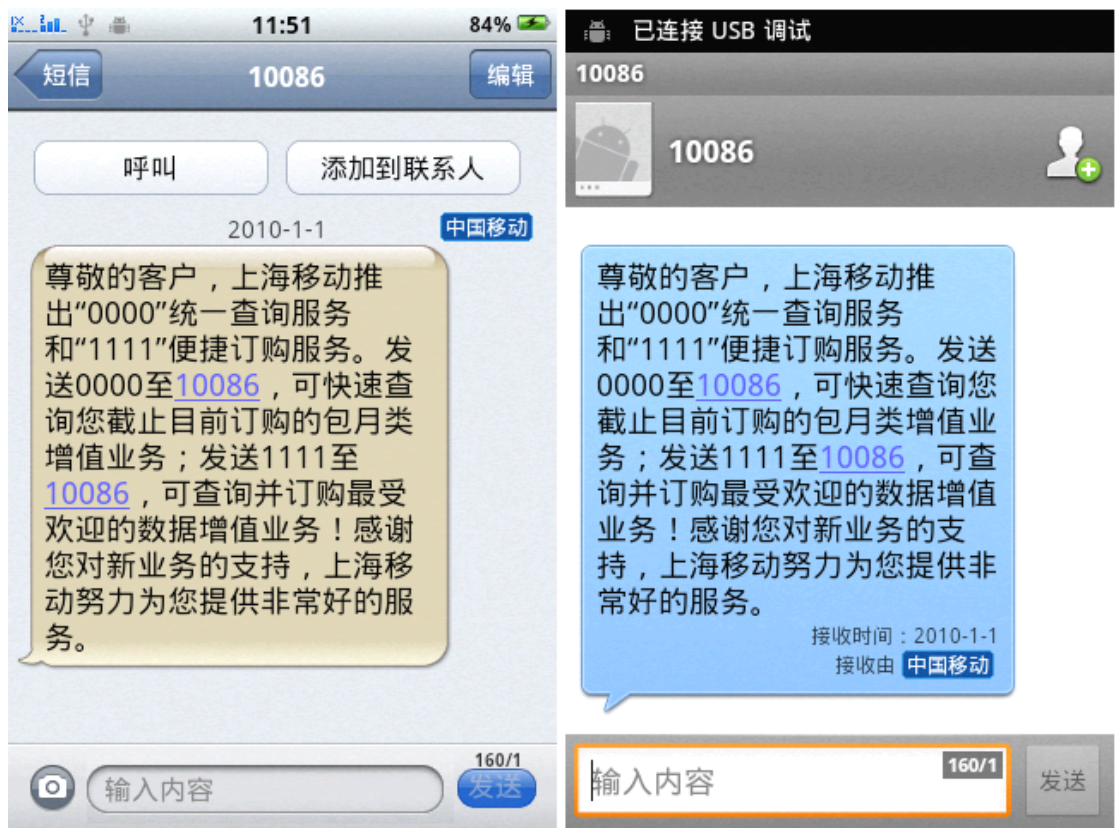 11:51
84%
短信
10086
编辑
呼叫
添加到联系人
2010-1-1
中国移动
尊敬的客户，上海移动推
出“0000”统一查询服务
和“1111”便捷订购服务。发
送0000至10086，可快速查
询您截止目前订购的包月类
增值业务；发送1111至
10086，可查询并订购最受
欢迎的数据增值业务！感谢
您对新业务的支持，上海移
动努力为您提供非常好的服
务。
输入内容
160/1
发送
已连接 USB 调试
10086
10086
尊敬的客户，上海移动推
出“0000”统一查询服务
和“1111”便捷订购服务。发送
0000至10086，可快速查询您
截止目前订购的包月类增值业
务；发送1111至10086，可查
询并订购最受欢迎的数据增值
业务！感谢您对新业务的支
持，上海移动努力为您提供非
常好的服务。
接收时间：2010-1-1
接收由 中国移动
输入内容
160/1
发送